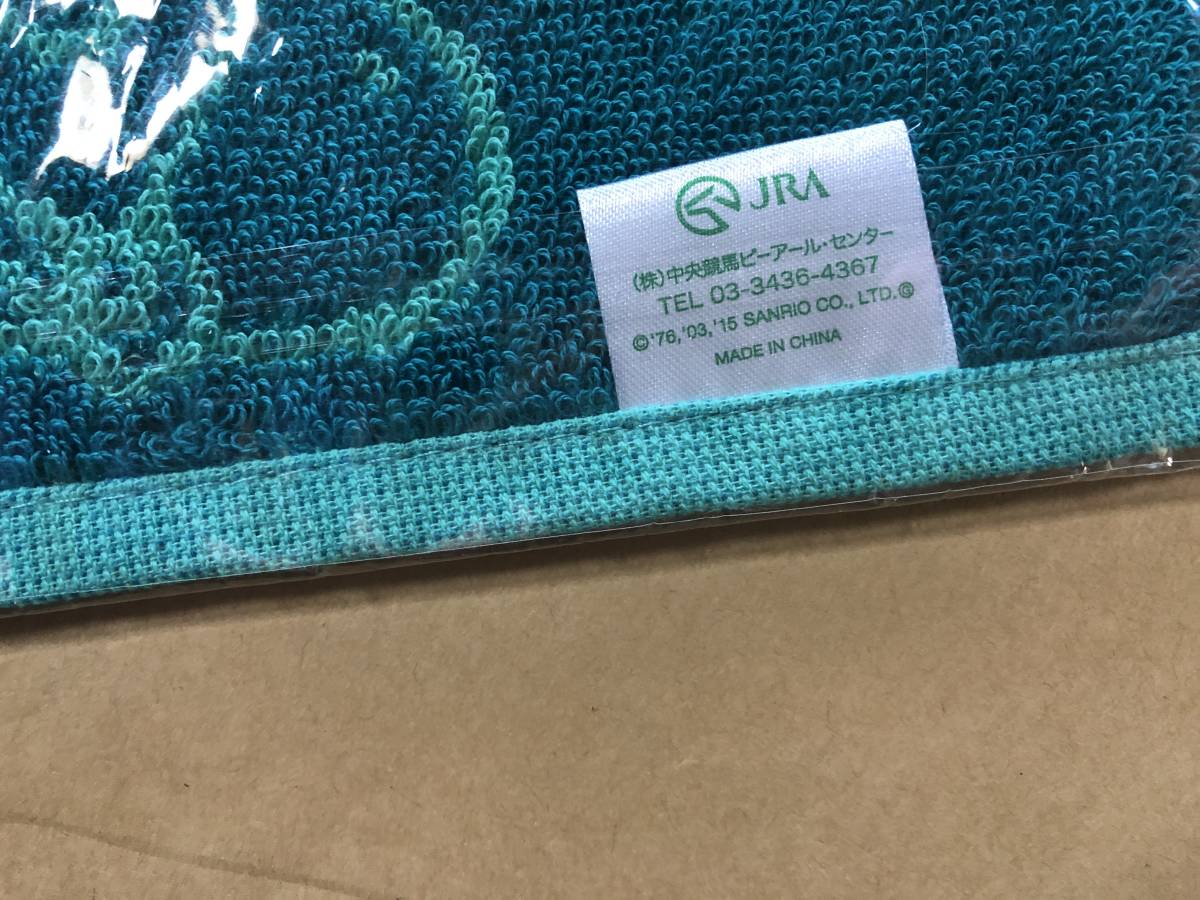 JRA
(株)中央競馬ピーアール・センター
TEL 03-3436-4367
©'76,'03,'15 SANRIO CO., LTD.©
MADE IN CHINA